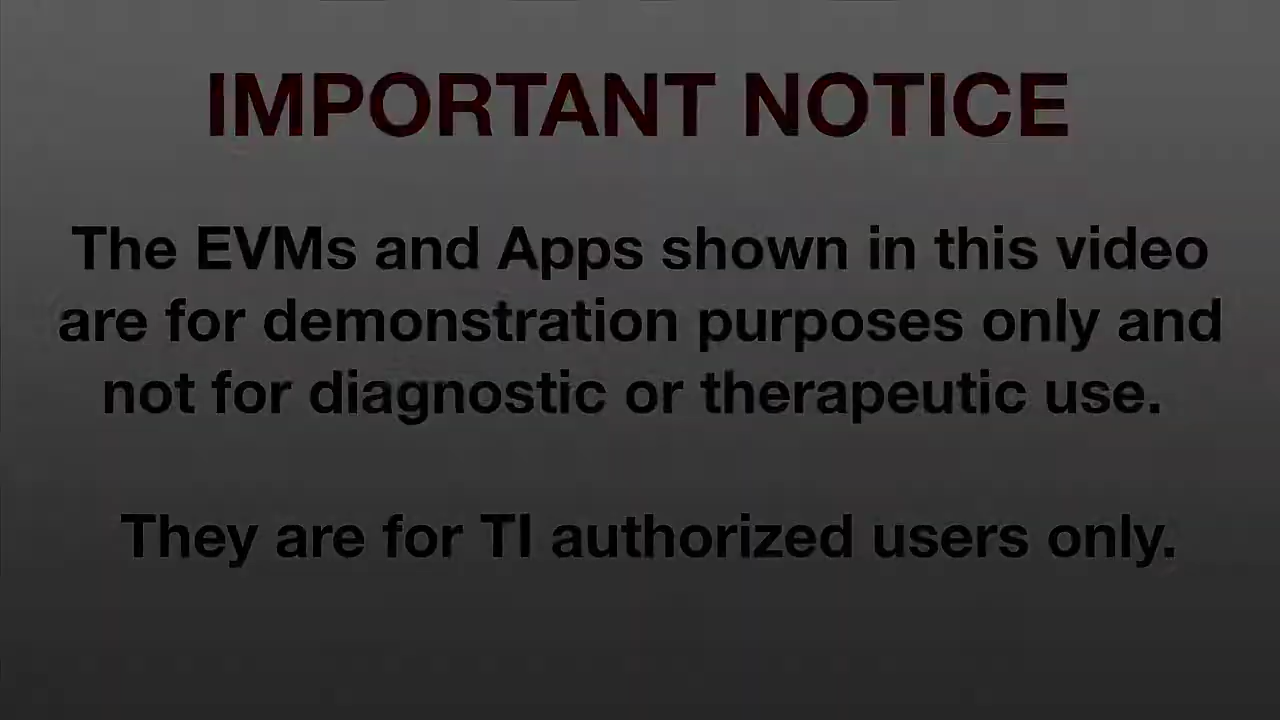 IMPORTANT NOTICE
The EVMs and Apps shown in this video
are for demonstration purposes only and
not for diagnostic or therapeutic use.
They are for TI authorized users only.